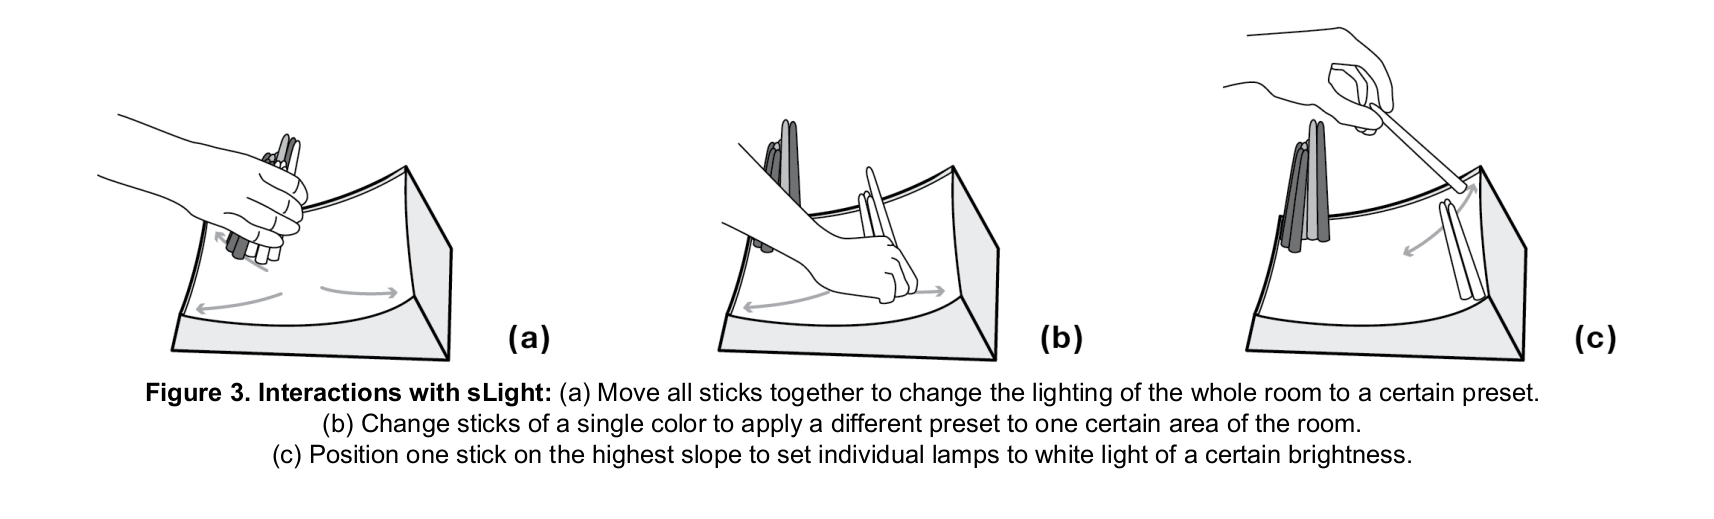 (a)
(b)
(c)
Figure 3. Interactions with sLight: (a) Move all sticks together to change the lighting of the whole room to a certain preset.
(b) Change sticks of a single color to apply a different preset to one certain area of the room.
(c) Position one stick on the highest slope to set individual lamps to white light of a certain brightness.